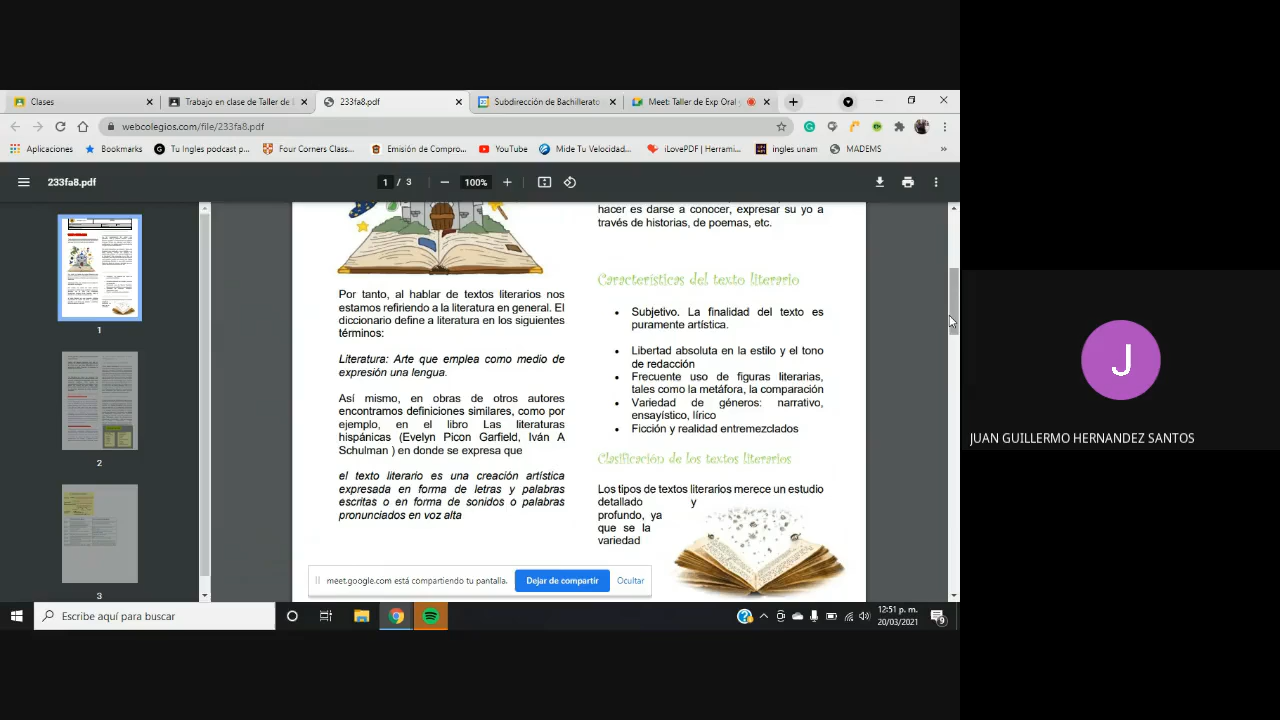 Clases
Trabajo en clase de Taller de
233fa8.pdf
Subdirección de Bachillerato
Meet: Taller de Exp Oral
webcolegios.com/file/233fa8.pdf
Aplicaciones
Bookmarks
Tu Ingles podcast p...
Four Corners Class...
Emisión de Compro...
YouTube
Mide Tu Velocidad...
iLovePDF | Herrami...
ingles unam
MADEMS
»
233fa8.pdf
1 / 3
100%
1
2
3
Por tanto, al hablar de textos literarios nos
estamos refiriendo a la literatura en general. El
diccionario define a literatura en los siguientes
términos:
Literatura: Arte que emplea como medio de
expresión una lengua.
Así mismo, en obras de otros autores
encontramos definiciones similares, como por
ejemplo, en el libro Las literaturas
hispánicas (Evelyn Picon Garfield, Iván A
Schulman ) en donde se expresa que
el texto literario es una creación artística
expresada en forma de letras y palabras
escritas o en forma de sonidos o palabras
pronunciados en voz alta
hacer es darse a conocer, expresar su yo a
través de historias, de poemas, etc.
Características del texto literario
• Subjetivo. La finalidad del texto es
puramente artística.
• Libertad absoluta en la estilo y el tono
de redacción
• Frecuente uso de figuras literarias,
tales como la metáfora, la comparación
• Variedad de géneros: narrativo,
ensayístico, lírico
• Ficción y realidad entremezclados
Clasificación de los textos literarios
Los tipos de textos literarios merece un estudio
detallado y
profundo, ya
que se la
variedad
meet.google.com está compartiendo tu pantalla.
Dejar de compartir
Ocultar
Escribe aquí para buscar
12:51 p. m.
20/03/2021
9
J
JUAN GUILLERMO HERNANDEZ SANTOS